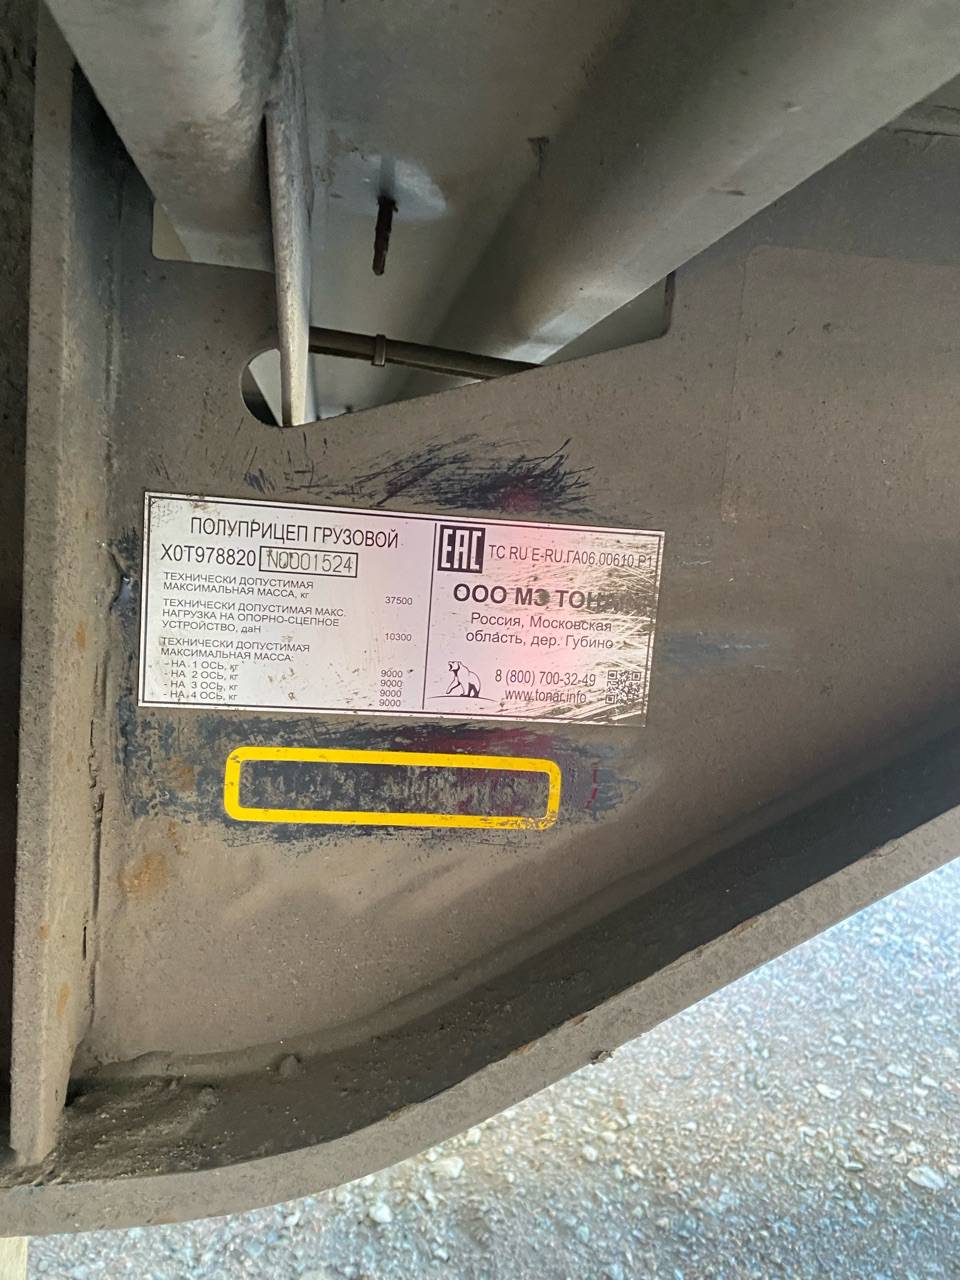 ПОЛУПРИЦЕП ГРУЗОВОЙ
X0T978820 N0001524
ТЕХНИЧЕСКИ ДОПУСТИМАЯ
МАКСИМАЛЬНАЯ МАССА, кг 37500
ТЕХНИЧЕСКИ ДОПУСТИМАЯ МАКС.
НАГРУЗКА НА ОПОРНО-СЦЕПНОЕ
УСТРОЙСТВО, даН 10300
ТЕХНИЧЕСКИ ДОПУСТИМАЯ
МАКСИМАЛЬНАЯ МАССА:
- НА 1 ОСЬ, кг 9000
- НА 2 ОСЬ, кг 9000
- НА 3 ОСЬ, кг 9000
- НА 4 ОСЬ, кг 9000
EAC TC RU E-RU.ГА06.00610.P1
ООО МЗ
Россия, Московская
область, дер. Губино
8 (800) 700-32-49
www.tonar.info